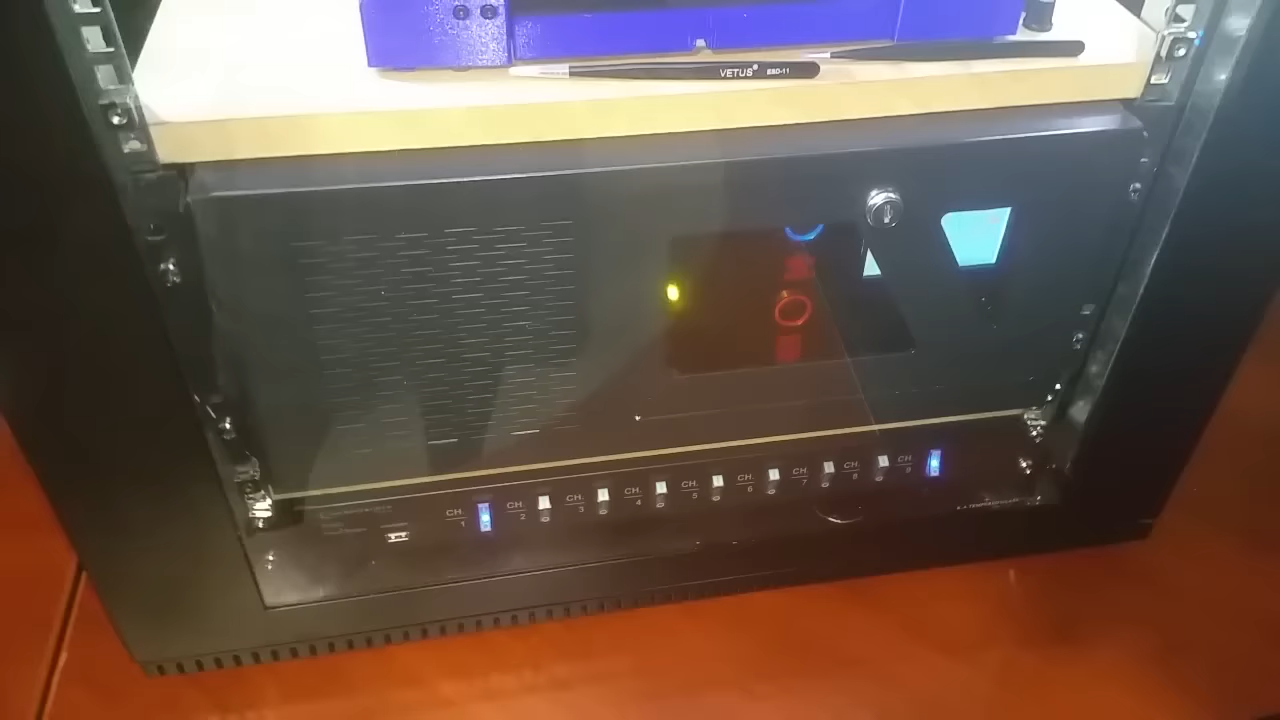 VETUS® ESD-11
CH. 1
CH. 2
CH. 3
CH. 4
CH. 5
CH. 6
CH. 7
CH. 8
CH. 9